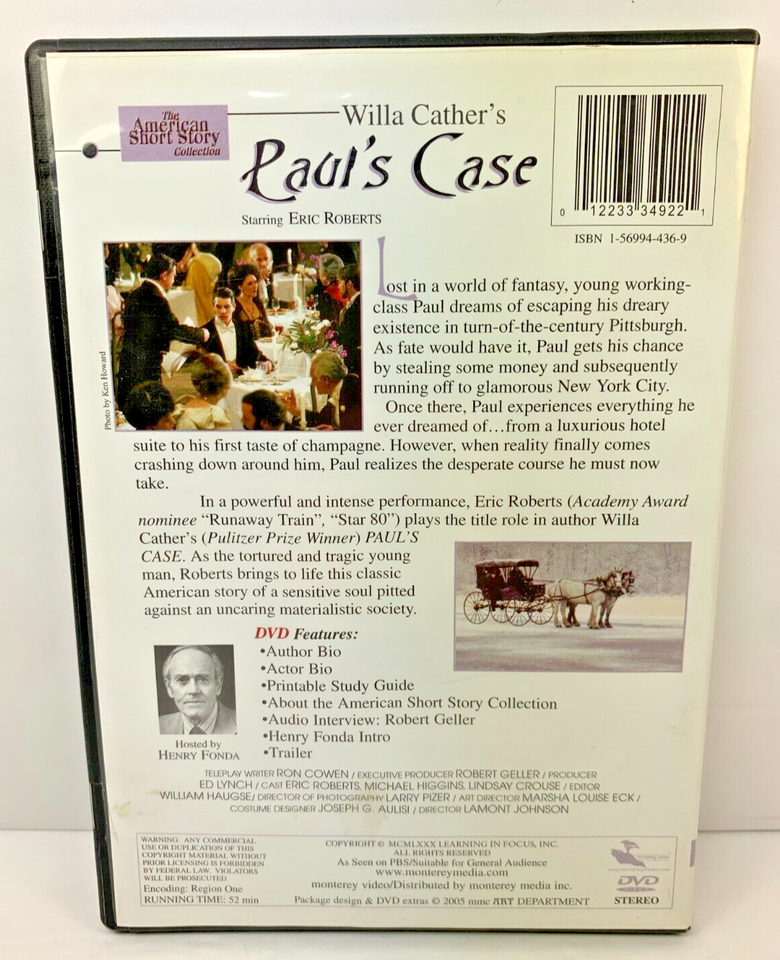 The
American
Short Story
Collection
Willa Cather's
Paul's Case
Starring ERIC ROBERTS
0 12233 34922 1
ISBN 1-56994-436-9
Photo by Ken Howard
Lost in a world of fantasy, young working-
class Paul dreams of escaping his dreary
existence in turn-of-the-century Pittsburgh.
As fate would have it, Paul gets his chance
by stealing some money and subsequently
running off to glamorous New York City.
Once there, Paul experiences everything he
ever dreamed of...from a luxurious hotel
suite to his first taste of champagne. However, when reality finally comes
crashing down around him, Paul realizes the desperate course he must now
take.
In a powerful and intense performance, Eric Roberts (Academy Award
nominee "Runaway Train", "Star 80") plays the title role in author Willa
Cather's (Pulitzer Prize Winner) PAUL'S
CASE. As the tortured and tragic young
man, Roberts brings to life this classic
American story of a sensitive soul pitted
against an uncaring materialistic society.
DVD Features:
•Author Bio
•Actor Bio
•Printable Study Guide
•About the American Short Story Collection
•Audio Interview: Robert Geller
•Henry Fonda Intro
•Trailer
Hosted by
HENRY FONDA
TELEPLAY WRITER RON COWEN / EXECUTIVE PRODUCER ROBERT GELLER / PRODUCER
ED LYNCH / CAST ERIC ROBERTS, MICHAEL HIGGINS, LINDSAY CROUSE / EDITOR
WILLIAM HAUGSE / DIRECTOR OF PHOTOGRAPHY LARRY PIZER / ART DIRECTOR MARSHA LOUISE ECK /
COSTUME DESIGNER JOSEPH G. AULISI / DIRECTOR LAMONT JOHNSON
WARNING: ANY COMMERCIAL
USE OR DUPLICATION OF THIS
COPYRIGHT MATERIAL WITHOUT
PRIOR LICENSING IS FORBIDDEN
BY FEDERAL LAW. VIOLATORS
WILL BE PROSECUTED.
Encoding: Region One
RUNNING TIME: 52 min
COPYRIGHT © MCMLXXX LEARNING IN FOCUS, INC.
ALL RIGHTS RESERVED
As Seen on PBS/Suitable for General Audience
www.montereymedia.com
monterey video/Distributed by monterey media inc.
Package design & DVD extras © 2005 mmc ART DEPARTMENT
DVD
STEREO